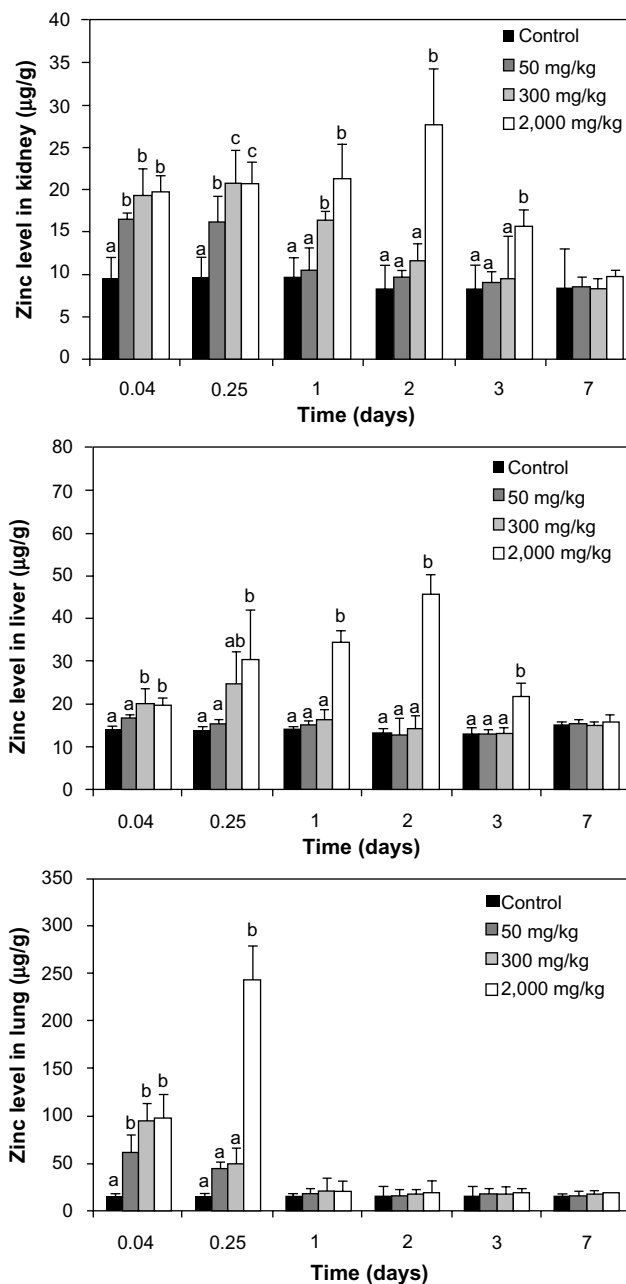 Zinc level in kidney (µg/g)
40
35
30
25
20
15
10
5
0
Control
50 mg/kg
300 mg/kg
2,000 mg/kg
a b b b
a b c c
a a b b
a a a b
a a a b
0.04 0.25 1 2 3 7
Time (days)
Zinc level in liver (µg/g)
80
70
60
50
40
30
20
10
0
Control
50 mg/kg
300 mg/kg
2,000 mg/kg
a a b b
a a ab b
a a a b
a a a b
a a a b
0.04 0.25 1 2 3 7
Time (days)
Zinc level in lung (µg/g)
350
300
250
200
150
100
50
0
Control
50 mg/kg
300 mg/kg
2,000 mg/kg
a b b b
a a a b
0.04 0.25 1 2 3 7
Time (days)